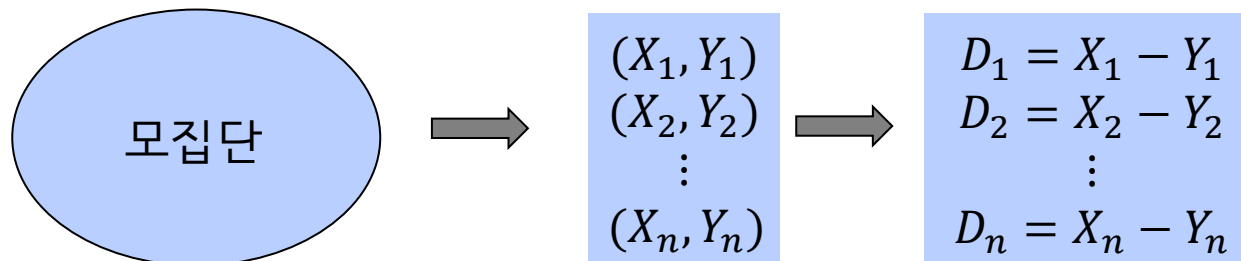 모집단
(X₁, Y₁)
(X₂, Y₂)
⋮
(Xₙ, Yₙ)
D₁ = X₁ − Y₁
D₂ = X₂ − Y₂
⋮
Dₙ = Xₙ − Yₙ